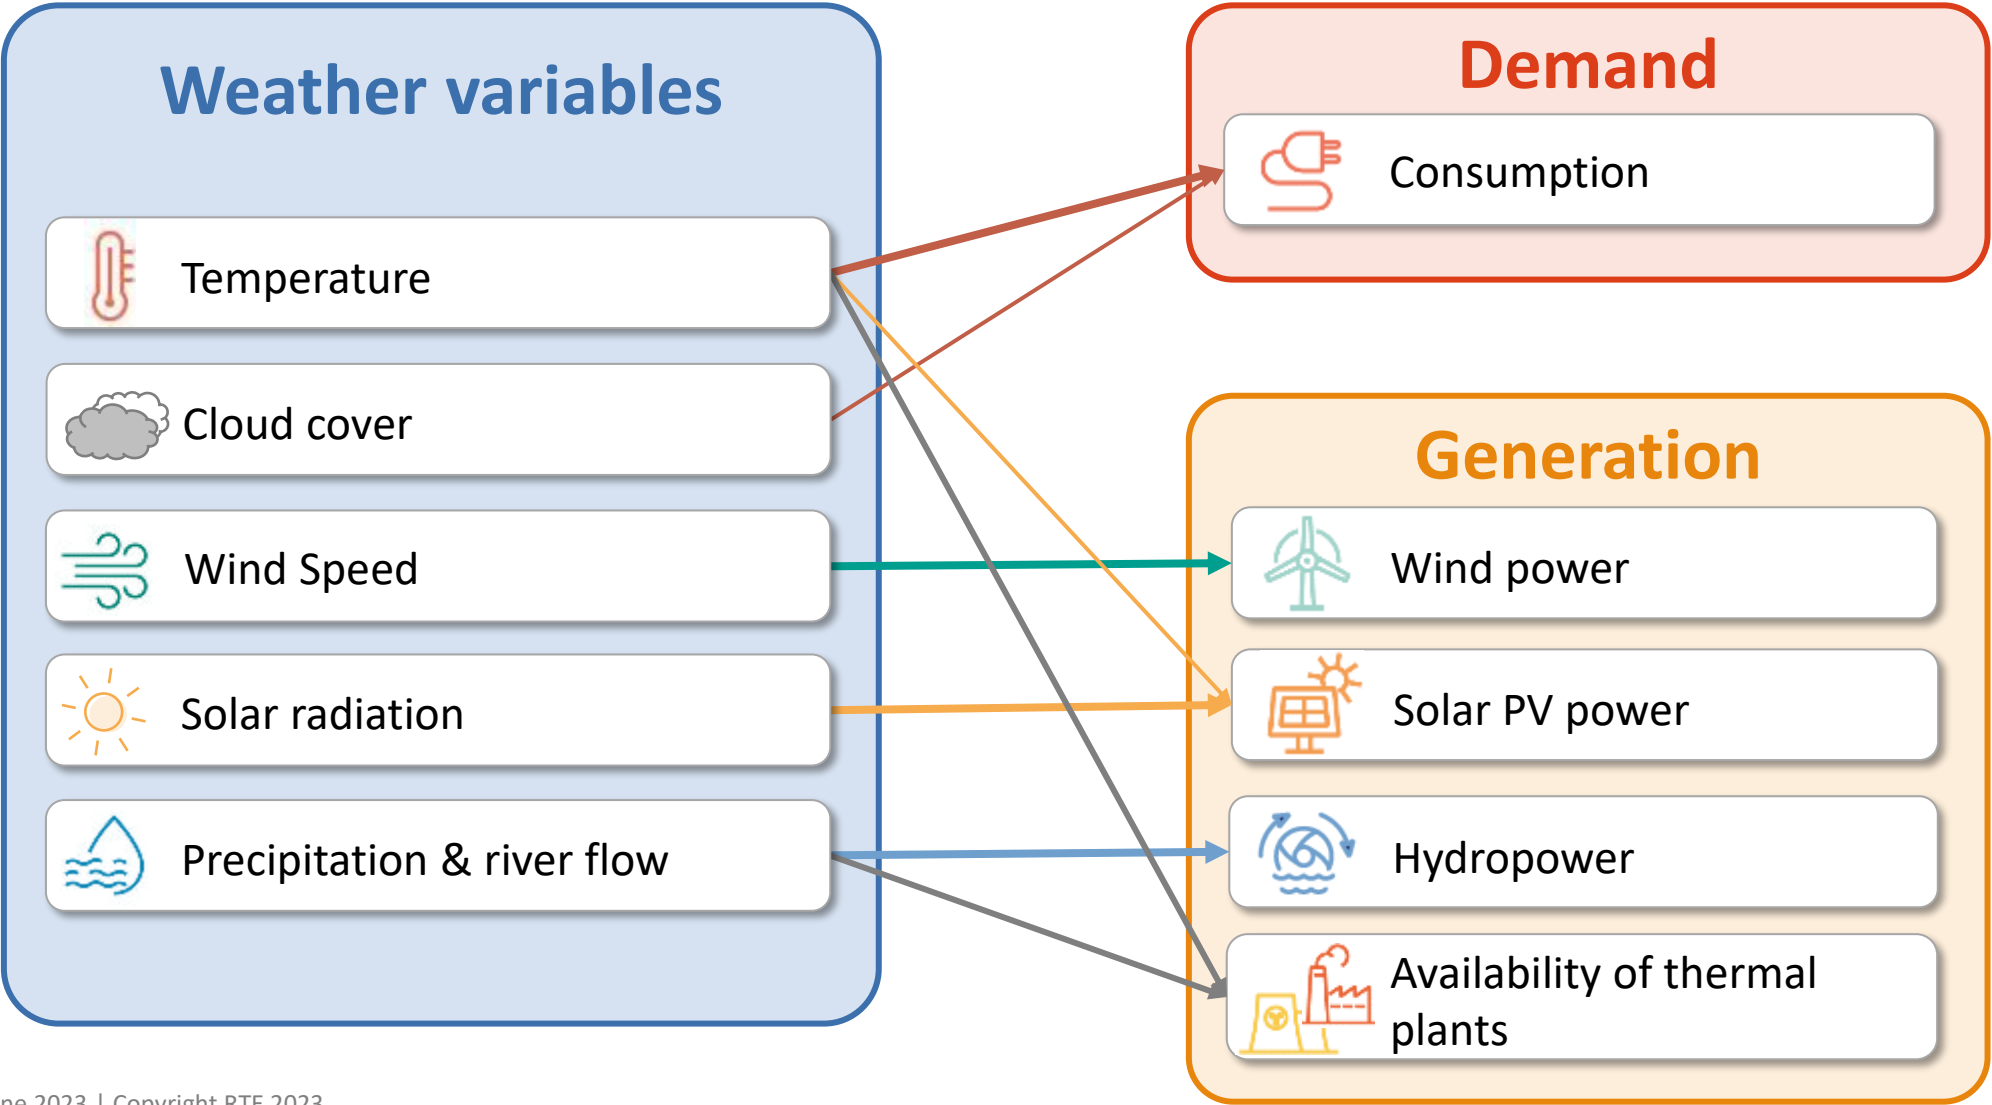 Weather variables
Temperature
Cloud cover
Wind Speed
Solar radiation
Precipitation & river flow
Demand
Consumption
Generation
Wind power
Solar PV power
Hydropower
Availability of thermal
plants
2023 | Copyright RTE 2023